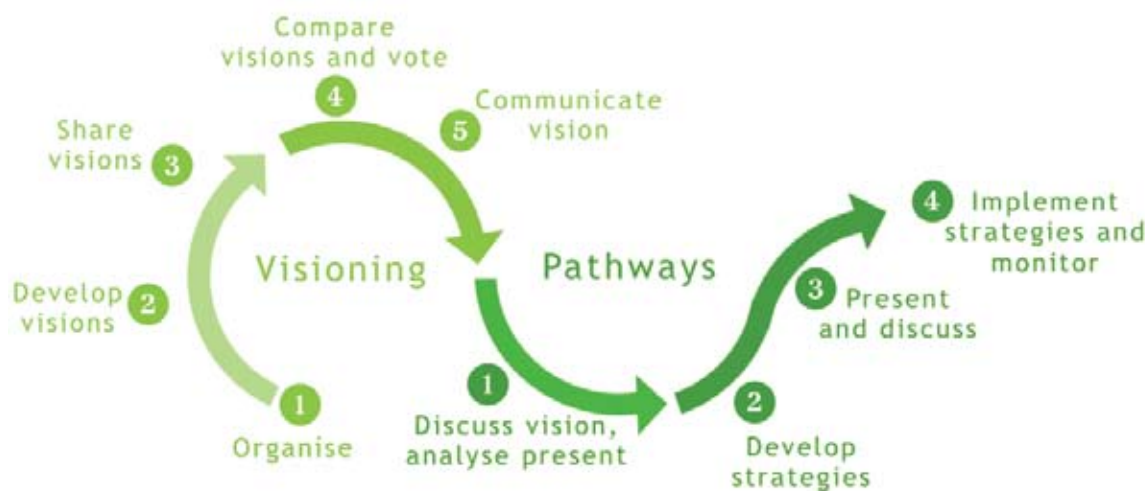 Visioning
1
Organise
2
Develop
visions
3
Share
visions
4
Compare
visions and vote
5
Communicate
vision
Pathways
1
Discuss vision,
analyse present
2
Develop
strategies
3
Present
and discuss
4
Implement
strategies and
monitor